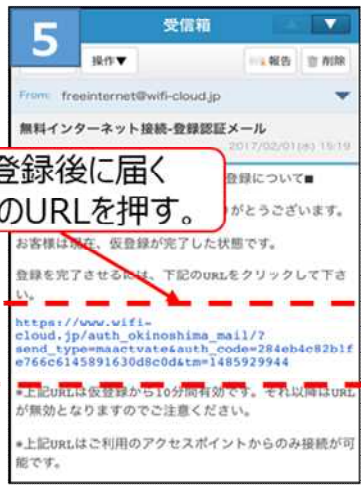 5
受信箱
操作▼
報告
削除
From: freeinternet@wifi-cloud.jp
無料インターネット接続-登録認証メール
2017/02/01(水) 15:19
登録後に届く
のURLを押す。
登録について■
がとうございます。
お客様は現在、仮登録が完了した状態です。
登録を完了させるには、下記のURLをクリックして下さ
い。
https://www.wifi-
cloud.jp/auth_okinoshima_mail/?
send_type=maactvate&auth_code=284eb4c82b1f
e766c6145891630d8c0d&tm=1485929944
*上記URLは仮登録から10分間有効です。それ以降はURL
が無効となりますのでご注意ください。
*上記URLはご利用のアクセスポイントからのみ接続が可
能です。